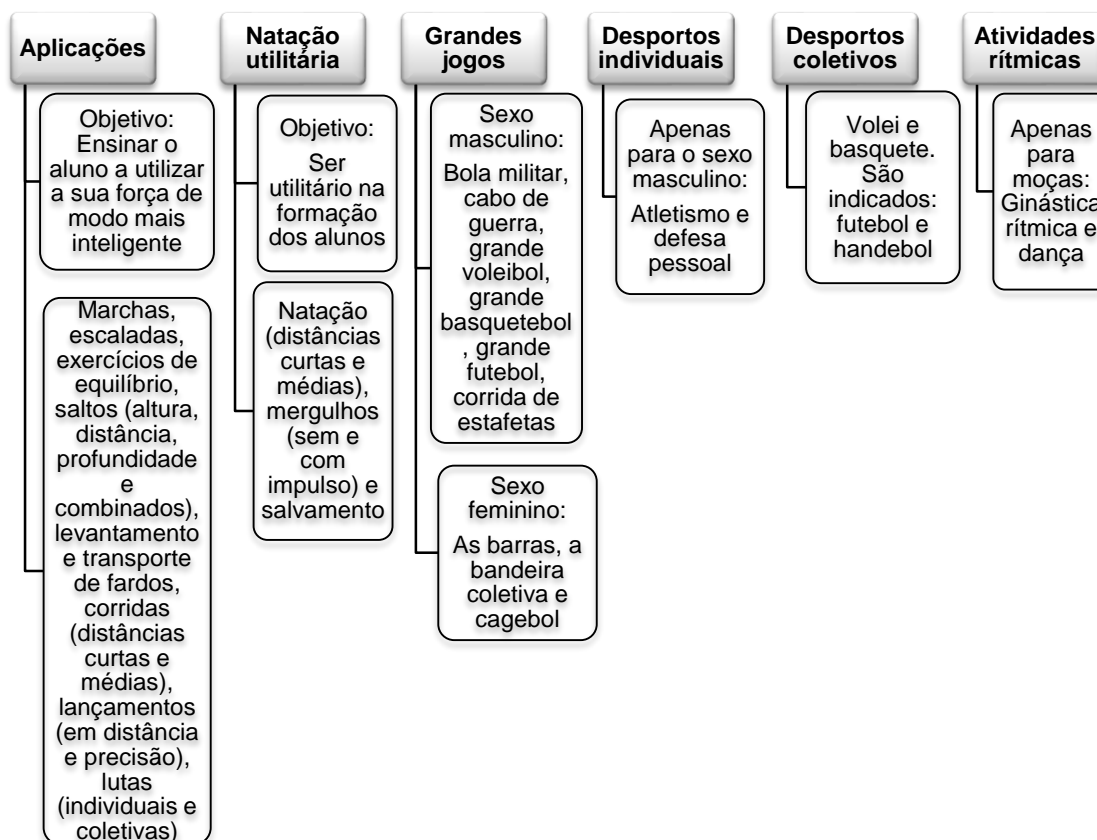 Aplicações
Objetivo:
Ensinar o
aluno a utilizar
a sua força de
modo mais
inteligente
Marchas,
escaladas,
exercícios de
equilíbrio,
saltos (altura,
distância,
profundidade
e
combinados),
levantamento
e transporte
de fardos,
corridas
(distâncias
curtas e
médias),
lançamentos
(em distância
e precisão),
lutas
(individuais e
coletivas)
Natação
utilitária
Objetivo:
Ser
utilitário na
formação
dos alunos
Natação
(distâncias
curtas e
médias),
mergulhos
(sem e
com
impulso) e
salvamento
Grandes
jogos
Sexo
masculino:
Bola militar,
cabo de
guerra,
grande
voleibol,
grande
basquetebol
, grande
futebol,
corrida de
estafetas
Sexo
feminino:
As barras, a
bandeira
coletiva e
cagebol
Desportos
individuais
Apenas
para o sexo
masculino:
Atletismo e
defesa
pessoal
Desportos
coletivos
Volei e
basquete.
São
indicados:
futebol e
handebol
Atividades
rítmicas
Apenas
para
moças:
Ginástica
rítmica e
dança